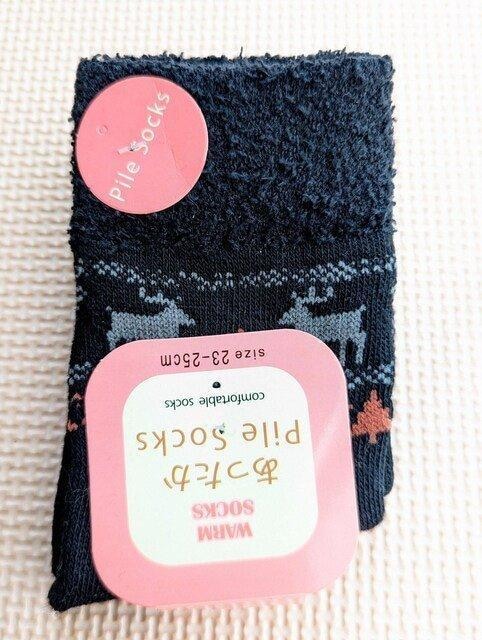 Pile Socks
WARM
SOCKS
あったか
Pile Socks
comfortable socks
size 23-25cm